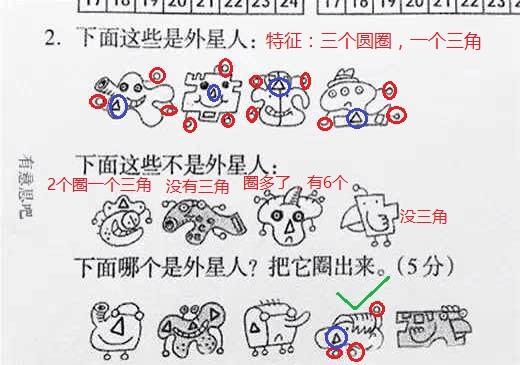 17 18 19 20 21 22 23 24
17 18 19 20 21 22 23
2. 下面这些是外星人：特征：三个圆圈，一个三角
下面这些不是外星人：
2个圈一个三角 没有三角 圈多了，有6个
没三角
有意思吧
下面哪个是外星人？把它圈出来。（5分）